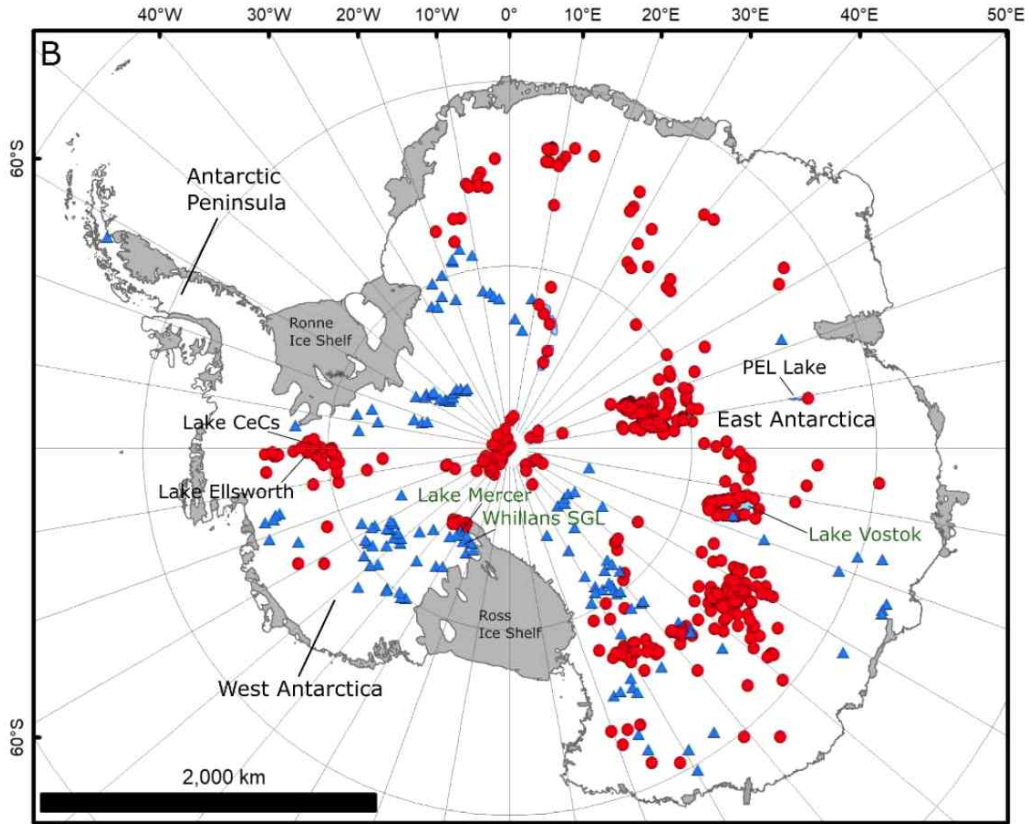 B
40°W
30°W
20°W
10°W
0°
10°E
20°E
30°E
40°E
50°E
60°S
Antarctic
Peninsula
Ronne
Ice Shelf
PEL Lake
East Antarctica
Lake CeCs
Lake Ellsworth
Lake Mercer
Whillans SGL
Lake Vostok
Ross
Ice Shelf
West Antarctica
60°S
2,000 km